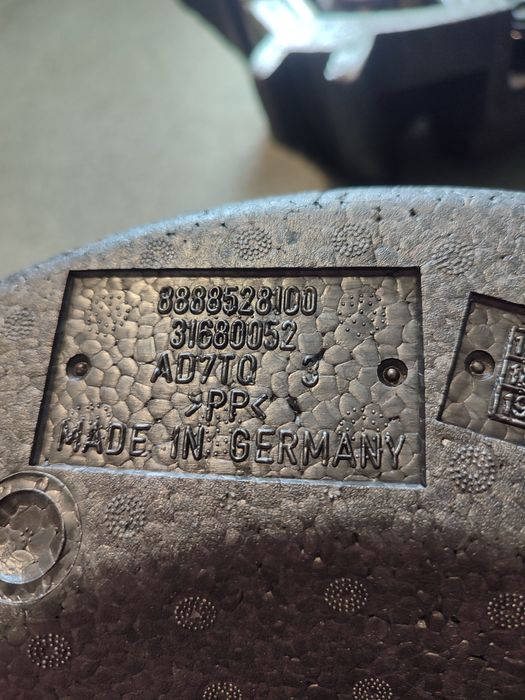 8888528100
31680052
AD7TQ 3
>PP<
MADE IN GERMANY